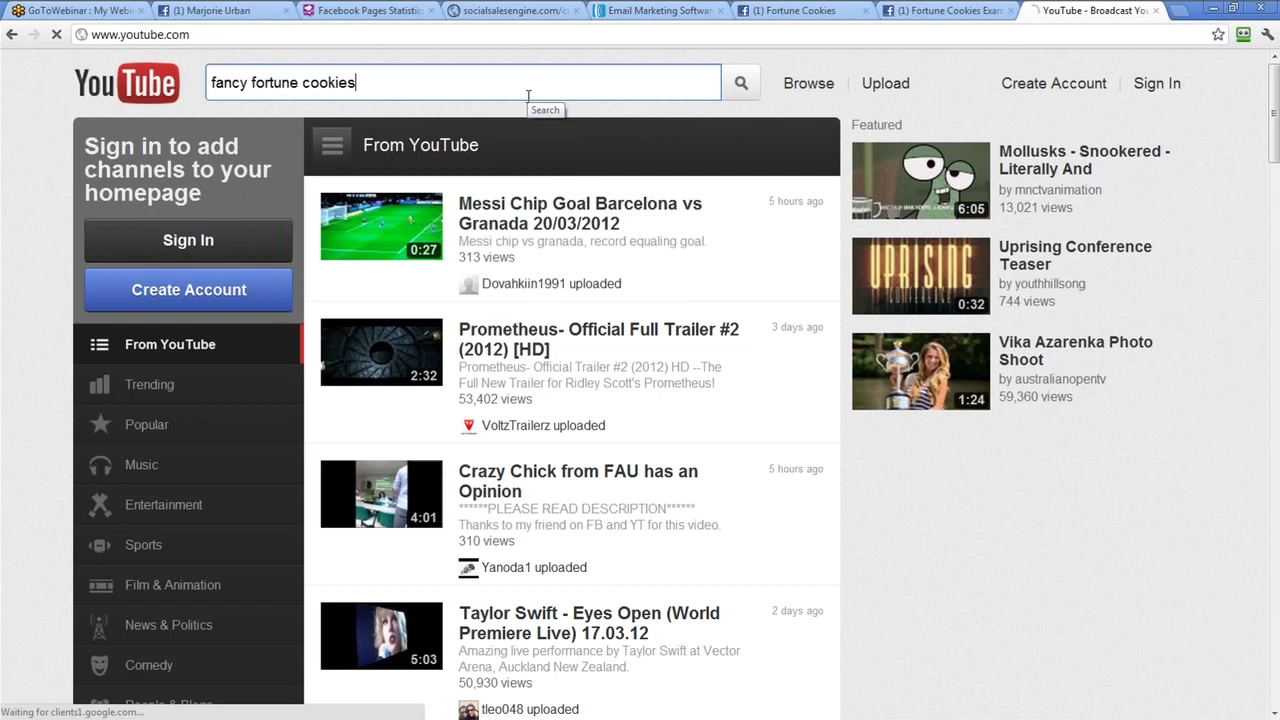 GoToWebinar : My Webi
(1) Marjorie Urban
Facebook Pages Statistic
socialsalesengine.com/c
Email Marketing Softwar
(1) Fortune Cookies
(1) Fortune Cookies Exam
YouTube - Broadcast Yo
www.youtube.com
YouTube
fancy fortune cookies
Browse
Upload
Create Account
Sign In
Search
Sign in to add
channels to your
homepage
Sign In
Create Account
From YouTube
Trending
Popular
Music
Entertainment
Sports
Film & Animation
News & Politics
Comedy
People & Blogs
From YouTube
0:27
Messi Chip Goal Barcelona vs
Granada 20/03/2012
5 hours ago
Messi chip vs granada, record equaling goal.
313 views
Dovahkiin1991 uploaded
2:32
Prometheus- Official Full Trailer #2
(2012) [HD]
3 days ago
Prometheus- Official Trailer #2 (2012) HD --The
Full New Trailer for Ridley Scott's Prometheus!
53,402 views
VoltzTrailerz uploaded
4:01
Crazy Chick from FAU has an
Opinion
5 hours ago
******PLEASE READ DESCRIPTION******
Thanks to my friend on FB and YT for this video.
310 views
Yanoda1 uploaded
5:03
Taylor Swift - Eyes Open (World
Premiere Live) 17.03.12
2 days ago
Amazing live performance by Taylor Swift at Vector
Arena, Auckland New Zealand.
50,930 views
tleo048 uploaded
Featured
6:05
Mollusks - Snookered -
Literally And
by mnctvanimation
13,021 views
UPRISING
CONFERENCE
0:32
Uprising Conference
Teaser
by youthhillsong
744 views
1:24
Vika Azarenka Photo
Shoot
by australianopentv
59,360 views
Waiting for clients1.google.com...